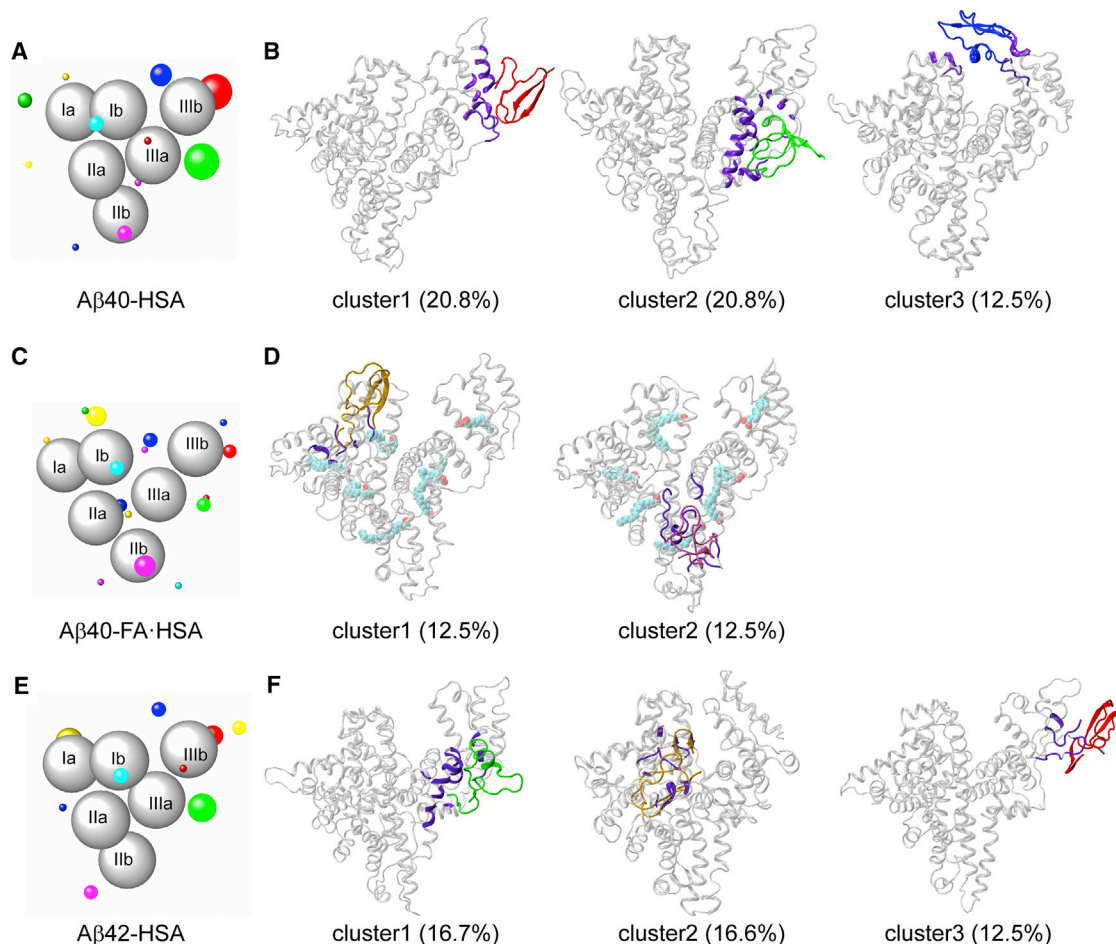 A
B
Ia
Ib
IIIb
IIa
IIIa
IIb
Aβ40-HSA
cluster1 (20.8%)
cluster2 (20.8%)
cluster3 (12.5%)
C
D
Ia
Ib
IIIb
IIa
IIIa
IIb
Aβ40-FA·HSA
cluster1 (12.5%)
cluster2 (12.5%)
E
F
Ia
Ib
IIIb
IIa
IIIa
IIb
Aβ42-HSA
cluster1 (16.7%)
cluster2 (16.6%)
cluster3 (12.5%)